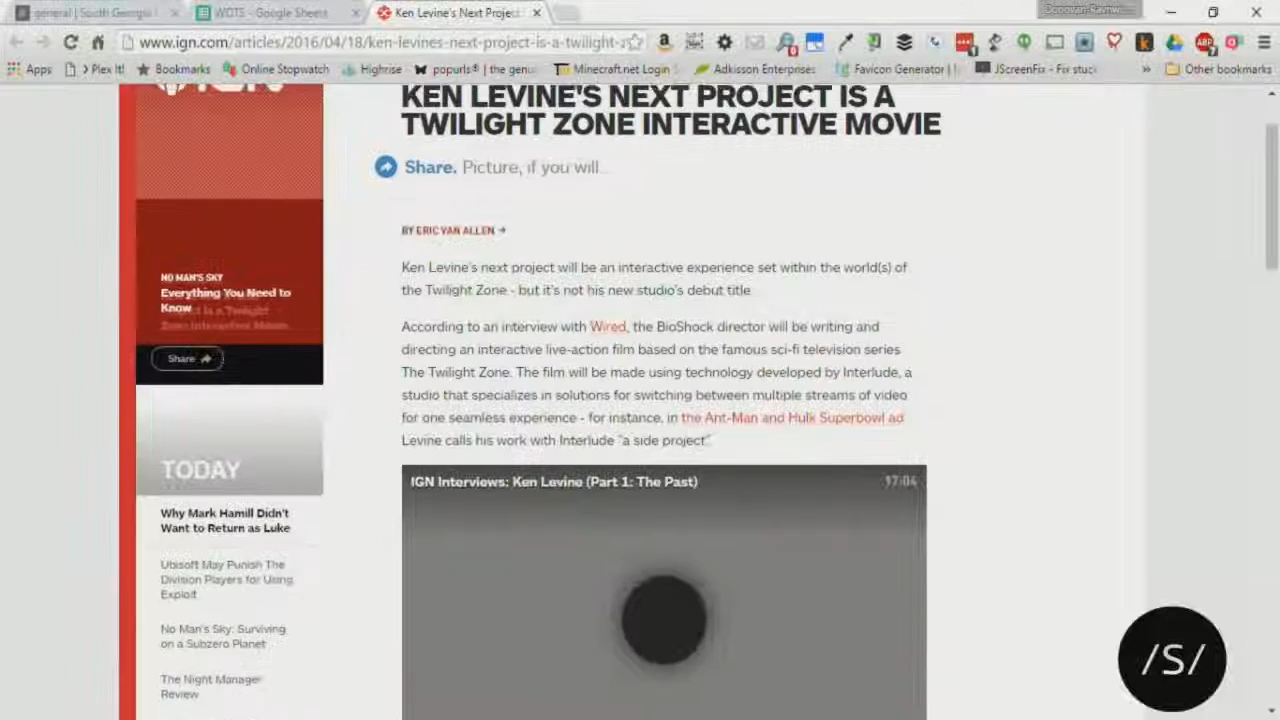 general | South Georgia
WOTS - Google Sheets
Ken Levine's Next Project
www.ign.com/articles/2016/04/18/ken-levines-next-project-is-a-twilight-z
Apps
> Plex It!
Bookmarks
Online Stopwatch
Highrise
popurls® | the genu
Minecraft.net Login
Adkisson Enterprises
Favicon Generator |
JScreenFix - Fix stuc
»
Other bookmarks
KEN LEVINE'S NEXT PROJECT IS A
TWILIGHT ZONE INTERACTIVE MOVIE
Share. Picture, if you will...
BY ERIC VAN ALLEN
Ken Levine's next project will be an interactive experience set within the world(s) of
the Twilight Zone - but it's not his new studio's debut title.
According to an interview with Wired, the BioShock director will be writing and
directing an interactive live-action film based on the famous sci-fi television series
The Twilight Zone. The film will be made using technology developed by Interlude, a
studio that specializes in solutions for switching between multiple streams of video
for one seamless experience - for instance, in the Ant-Man and Hulk Superbowl ad
Levine calls his work with Interlude "a side project".
IGN Interviews: Ken Levine (Part 1: The Past)
17:04
NO MAN'S SKY
Everything You Need to
Know
Share
TODAY
Why Mark Hamill Didn't
Want to Return as Luke
Ubisoft May Punish The
Division Players for Using
Exploit
No Man's Sky: Surviving
on a Subzero Planet
The Night Manager
Review
/S/